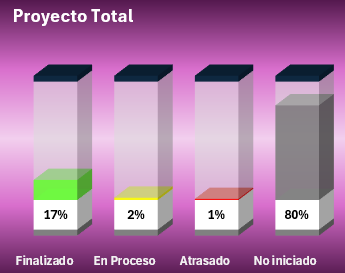 Proyecto Total
17% 2% 1% 80%
Finalizado En Proceso Atrasado No iniciado